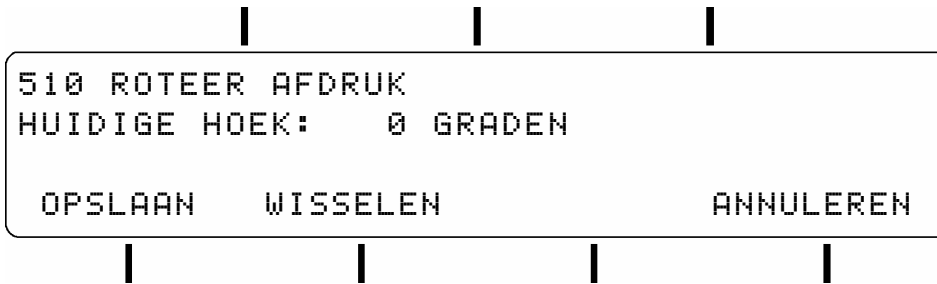 510 ROTEER AFDRUK
HUIDIGE HOEK: 0 GRADEN
OPSLAAN WISSELEN ANNULEREN